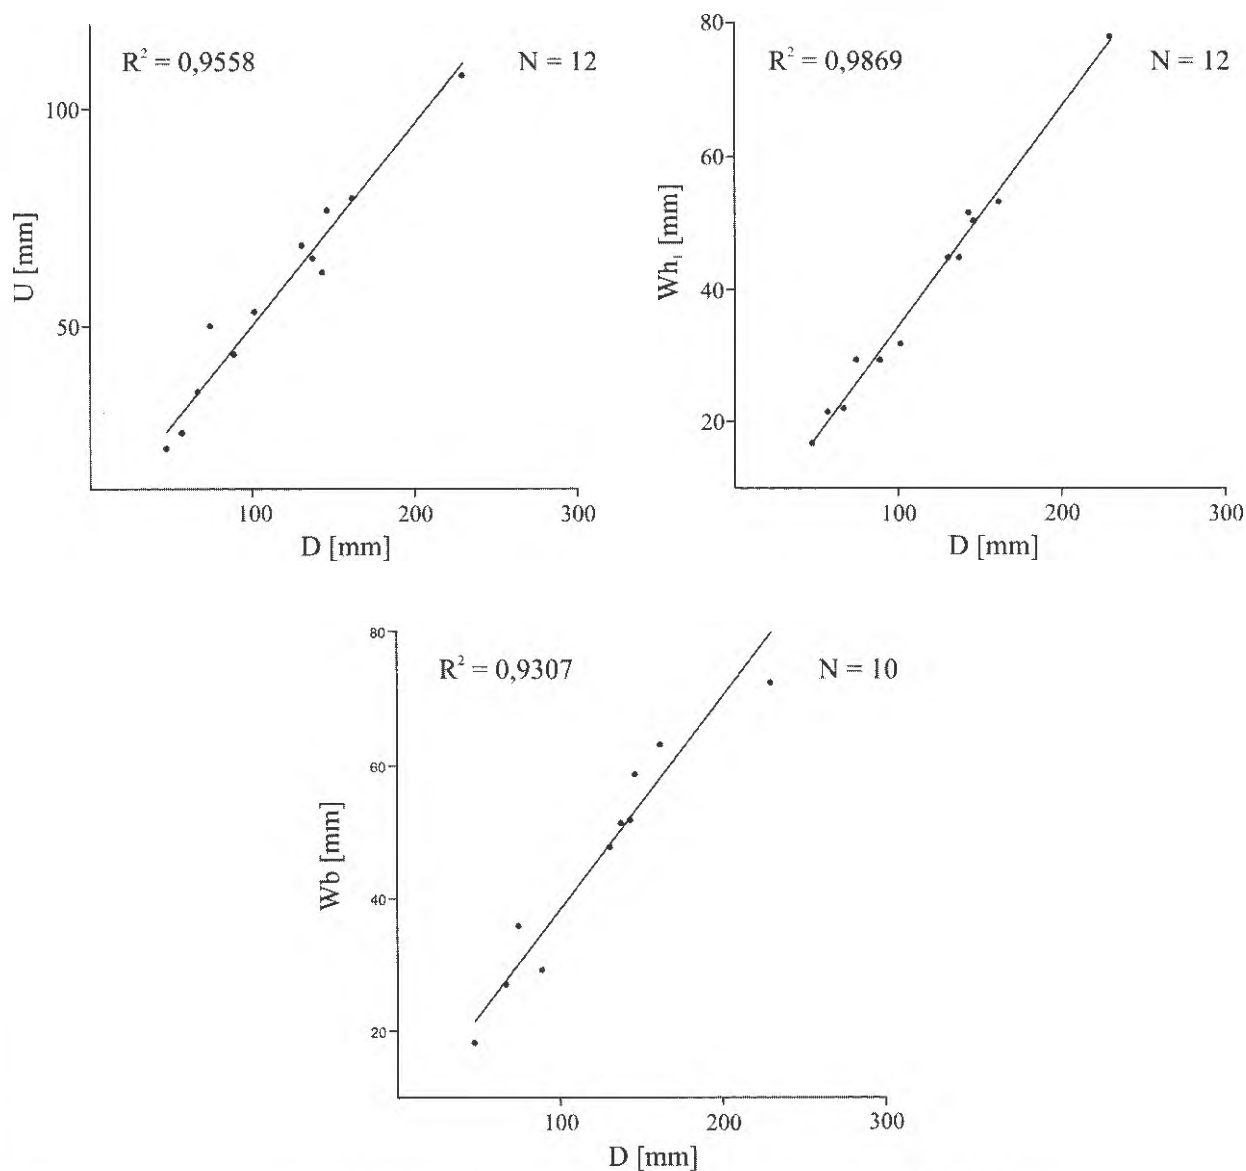 R² = 0,9558
N = 12
100
50
U [mm]
100
200
300
D [mm]
R² = 0,9869
N = 12
80
60
40
20
Wh₁ [mm]
100
200
300
D [mm]
R² = 0,9307
N = 10
80
60
40
20
Wb [mm]
100
200
300
D [mm]